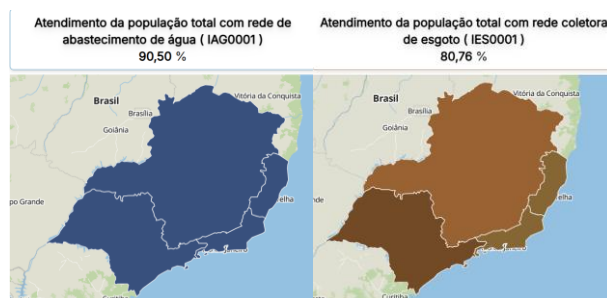 Atendimento da população total com rede de
abastecimento de água ( IAG0001 )
90,50 %
Atendimento da população total com rede coletora
de esgoto ( IES0001 )
80,76 %
Vitória da Conquista
Brasil
Brasília
Goiânia
po Grande
elha
Curitiba
Vitória da Conquista
Brasil
Brasília
Goiânia
elha
Curitiba